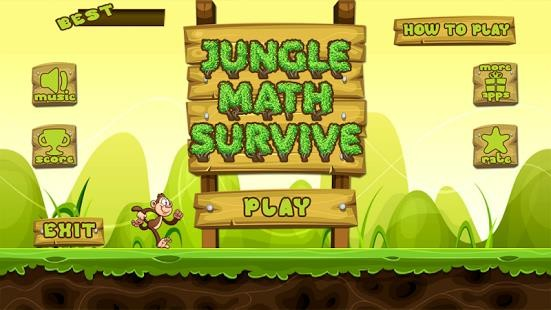 BEST
HOW TO PLAY
JUNGLE
MATH
SURVIVE
music
more
apps
score
rate
PLAY
EXIT